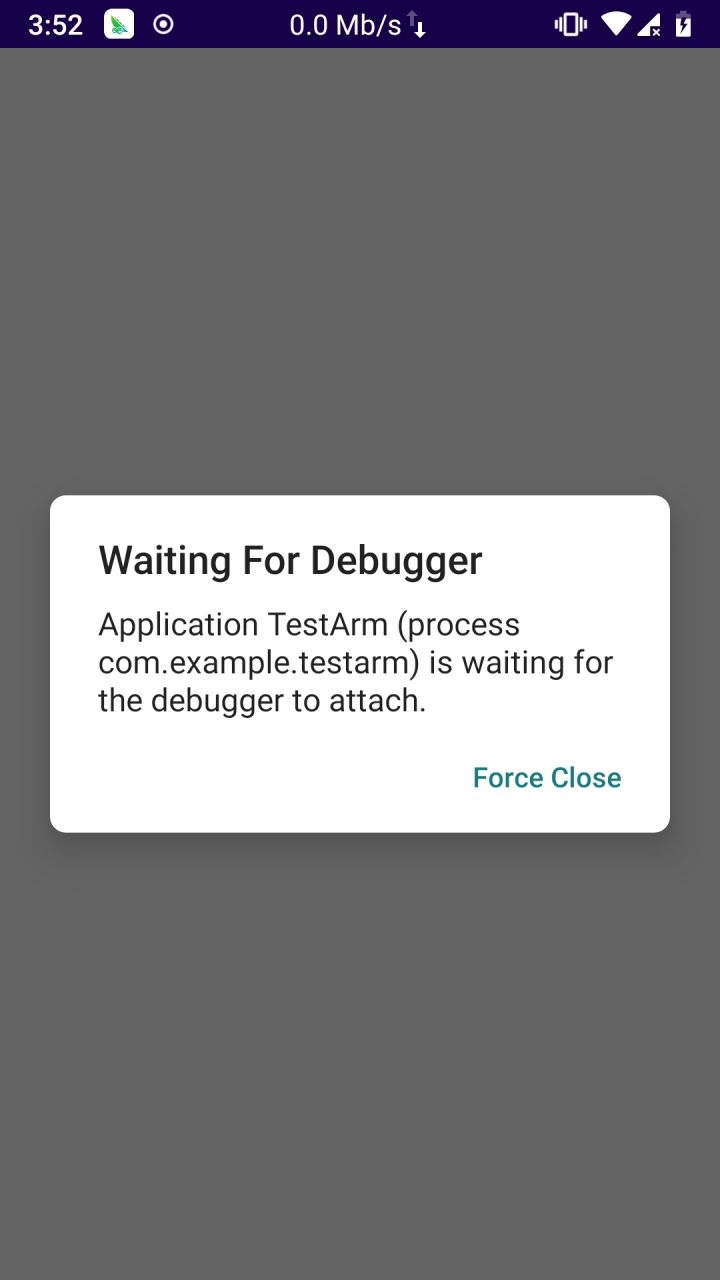 3:52 0.0 Mb/s
Waiting For Debugger
Application TestArm (process
com.example.testarm) is waiting for
the debugger to attach.
Force Close